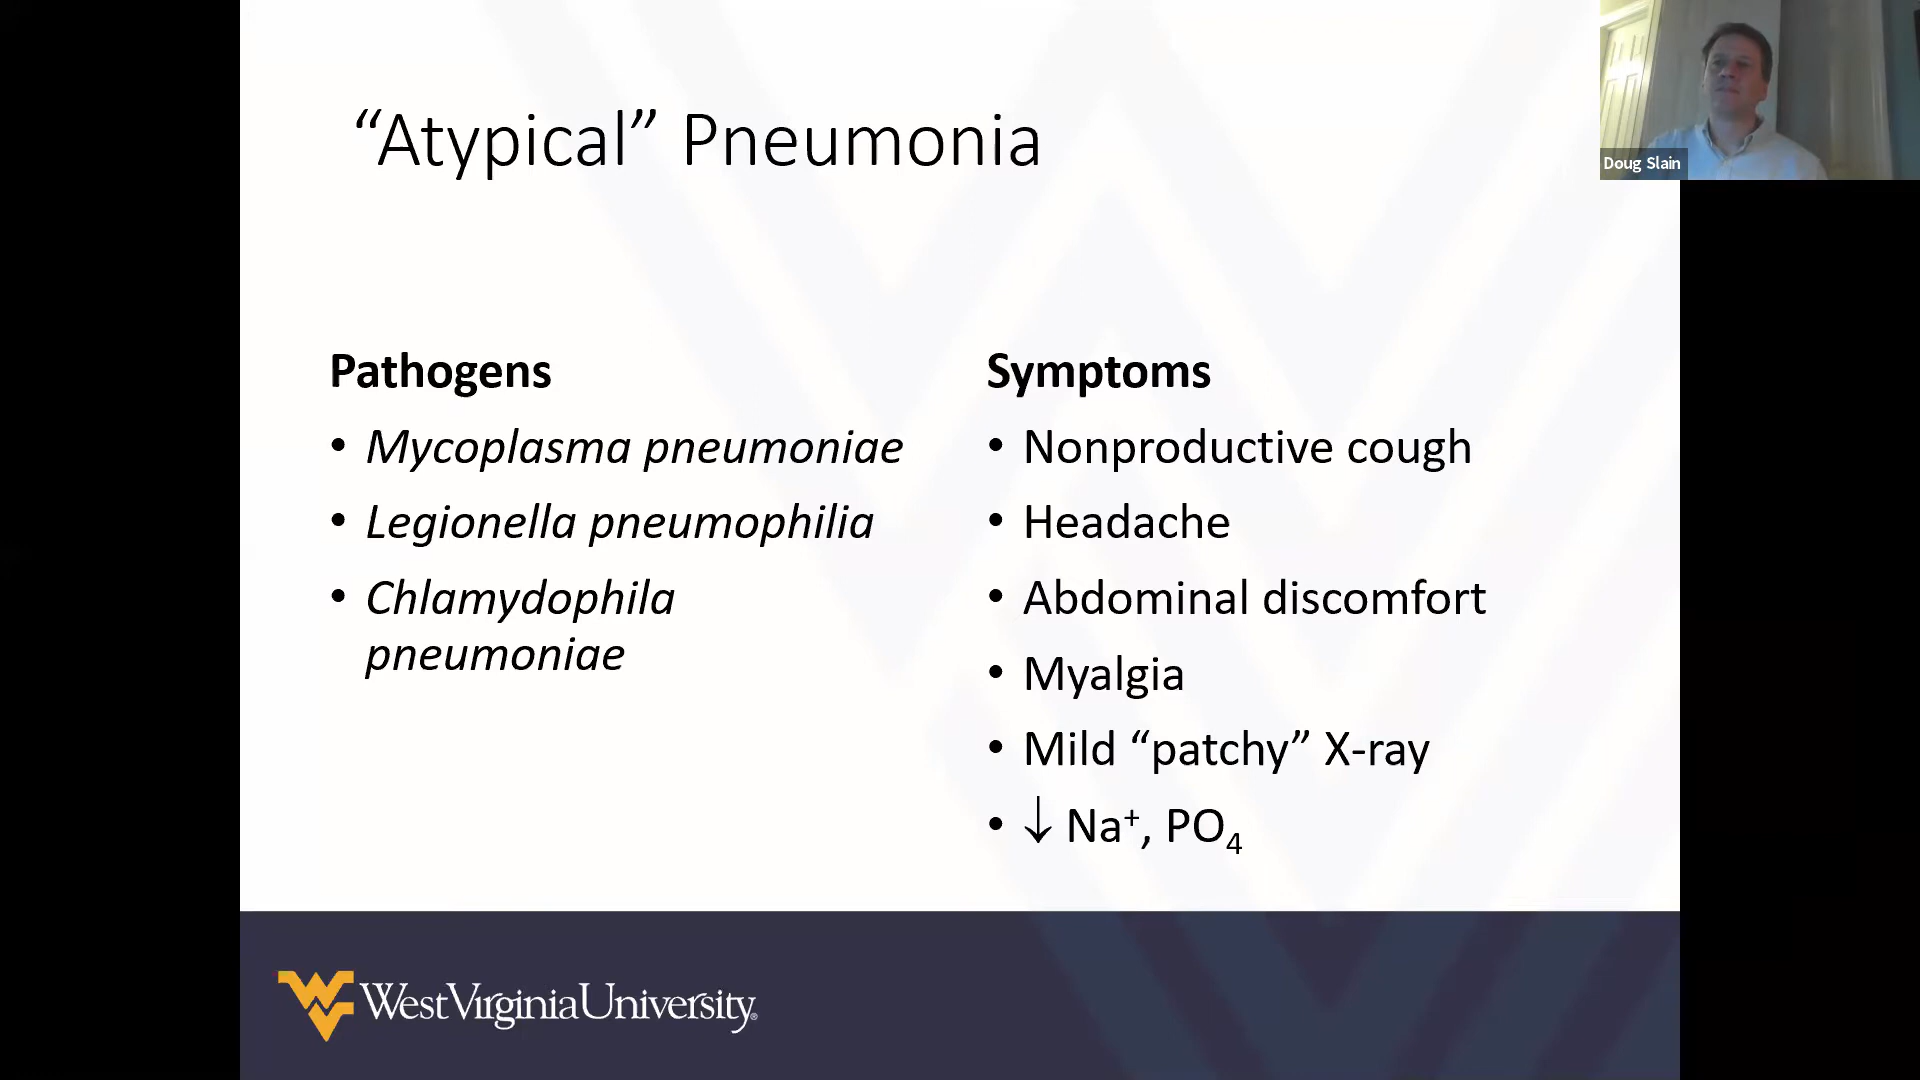 “Atypical” Pneumonia
Doug Slain
Pathogens
• Mycoplasma pneumoniae
• Legionella pneumophilia
• Chlamydophila
pneumoniae
Symptoms
• Nonproductive cough
• Headache
• Abdominal discomfort
• Myalgia
• Mild “patchy” X-ray
• ↓ Na⁺, PO₄
WestVirginiaUniversity®